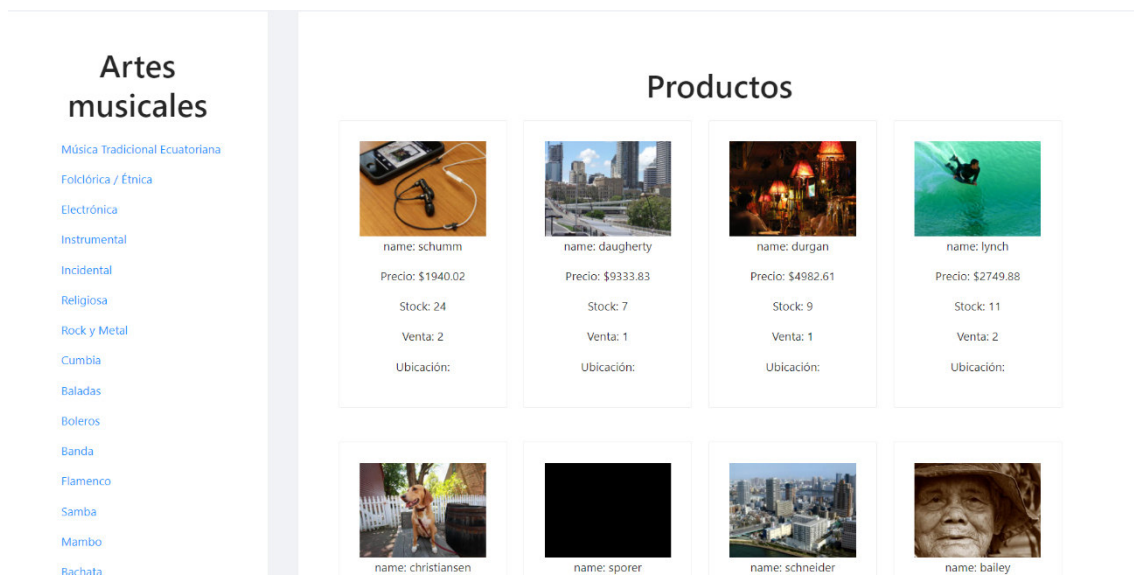 Artes
musicales
Música Tradicional Ecuatoriana
Folclórica / Étnica
Electrónica
Instrumental
Incidental
Religiosa
Rock y Metal
Cumbia
Baladas
Boleros
Banda
Flamenco
Samba
Mambo
Bachata
Productos
name: schumm
Precio: $1940.02
Stock: 24
Venta: 2
Ubicación:
name: daugherty
Precio: $9333.83
Stock: 7
Venta: 1
Ubicación:
name: durgan
Precio: $4982.61
Stock: 9
Venta: 1
Ubicación:
name: lynch
Precio: $2749.88
Stock: 11
Venta: 2
Ubicación:
name: christiansen
name: sporer
name: schneider
name: bailey